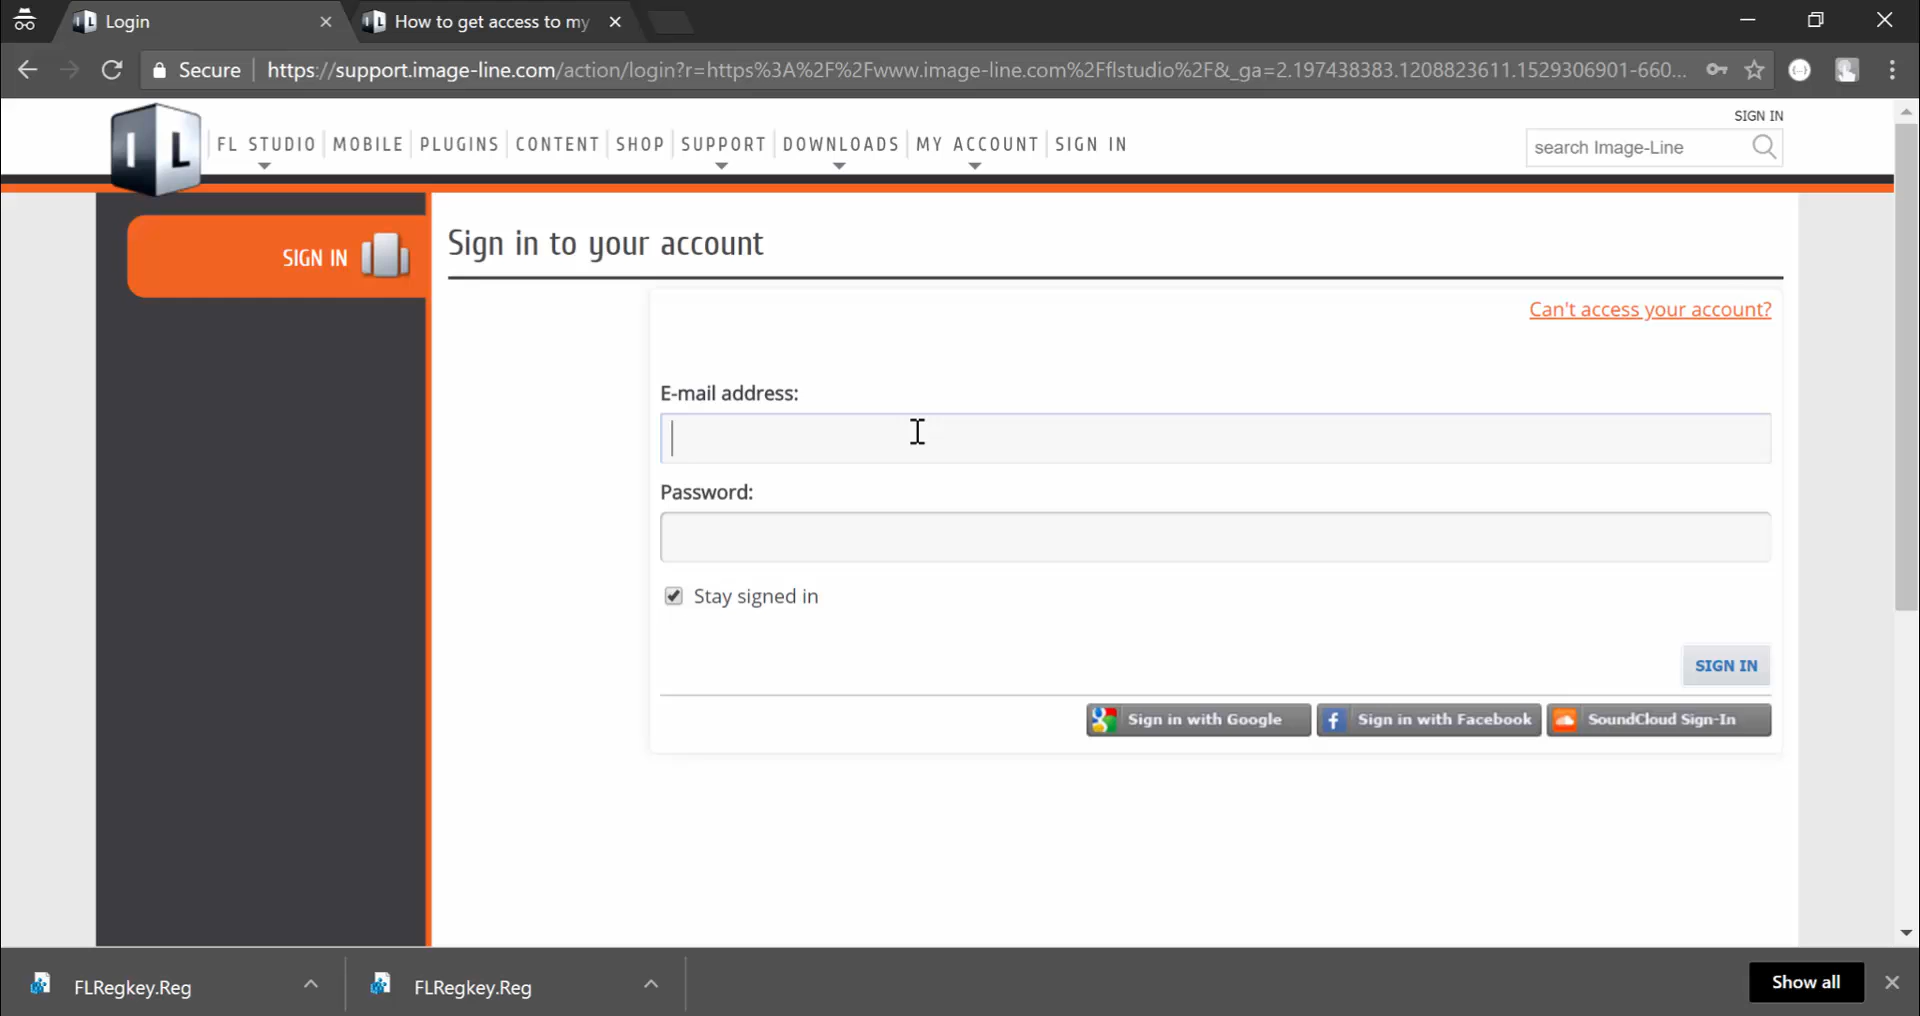 Login
How to get access to my
Secure
https://support.image-line.com/action/login?r=https%3A%2F%2Fwww.image-line.com%2Fflstudio%2F&_ga=2.197438383.1208823611.1529306901-660...
SIGN IN
IL
FL STUDIO MOBILE PLUGINS CONTENT SHOP SUPPORT DOWNLOADS MY ACCOUNT SIGN IN
search Image-Line
SIGN IN
Sign in to your account
Can't access your account?
E-mail address:
Password:
Stay signed in
SIGN IN
Sign in with Google
Sign in with Facebook
SoundCloud Sign-In
FLRegkey.Reg
FLRegkey.Reg
Show all